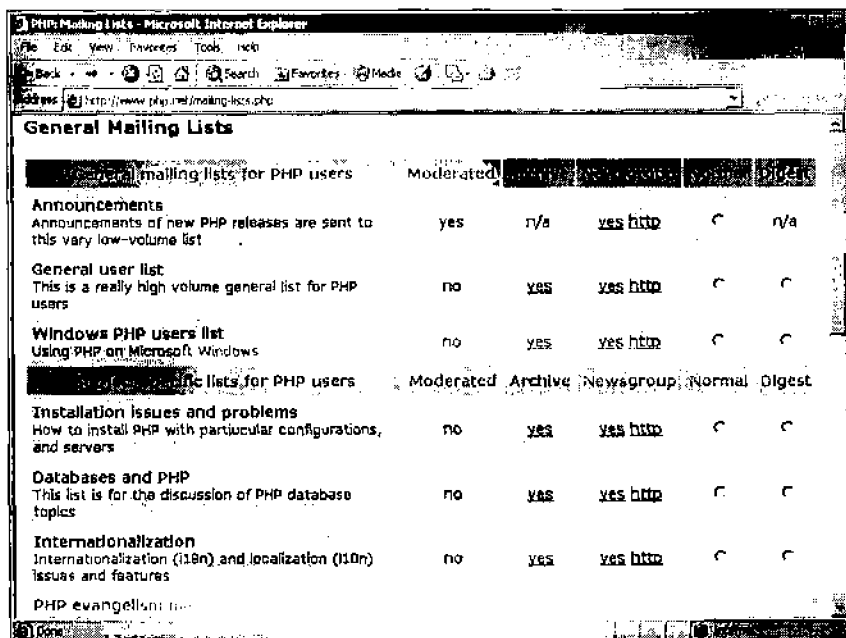 PHP: Mailing Lists - Microsoft Internet Explorer
File Edit View Favorites Tools Help
Back Search Favorites Media
Address http://www.php.net/mailing-lists.php
General Mailing Lists
General mailing lists for PHP users Moderated Archive Newsgroup Normal Digest
Announcements
Announcements of new PHP releases are sent to
this very low-volume list
yes n/a yes http n/a
General user list
This is a really high volume general list for PHP
users
no yes yes http
Windows PHP users list
Using PHP on Microsoft Windows
no yes yes http
lists for PHP users Moderated Archive Newsgroup Normal Digest
Installation issues and problems
How to install PHP with particular configurations,
and servers
no yes yes http
Databases and PHP
This list is for the discussion of PHP database
topics
no yes yes http
Internationalization
Internationalization (i18n) and localization (l10n)
issues and features
no yes yes http
PHP evangelism
Done